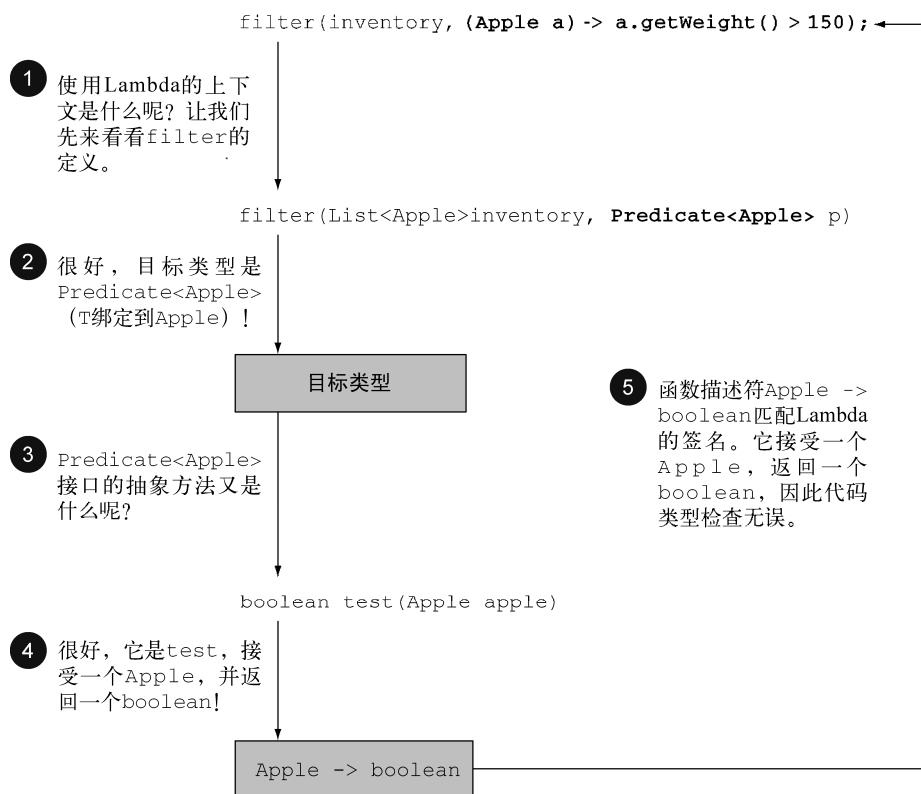 filter(inventory, (Apple a) -> a.getWeight() > 150);
1 使用Lambda的上下
文是什么呢？让我们
先来看看filter的
定义。
filter(List<Apple>inventory, Predicate<Apple> p)
2 很好，目标类型是
Predicate<Apple>
（T绑定到Apple）！
目标类型
3 Predicate<Apple>
接口的抽象方法又是
什么呢？
boolean test(Apple apple)
4 很好，它是test，接
受一个Apple，并返
回一个boolean！
Apple -> boolean
5 函数描述符Apple ->
boolean匹配Lambda
的签名。它接受一个
Apple，返回一个
boolean，因此代码
类型检查无误。